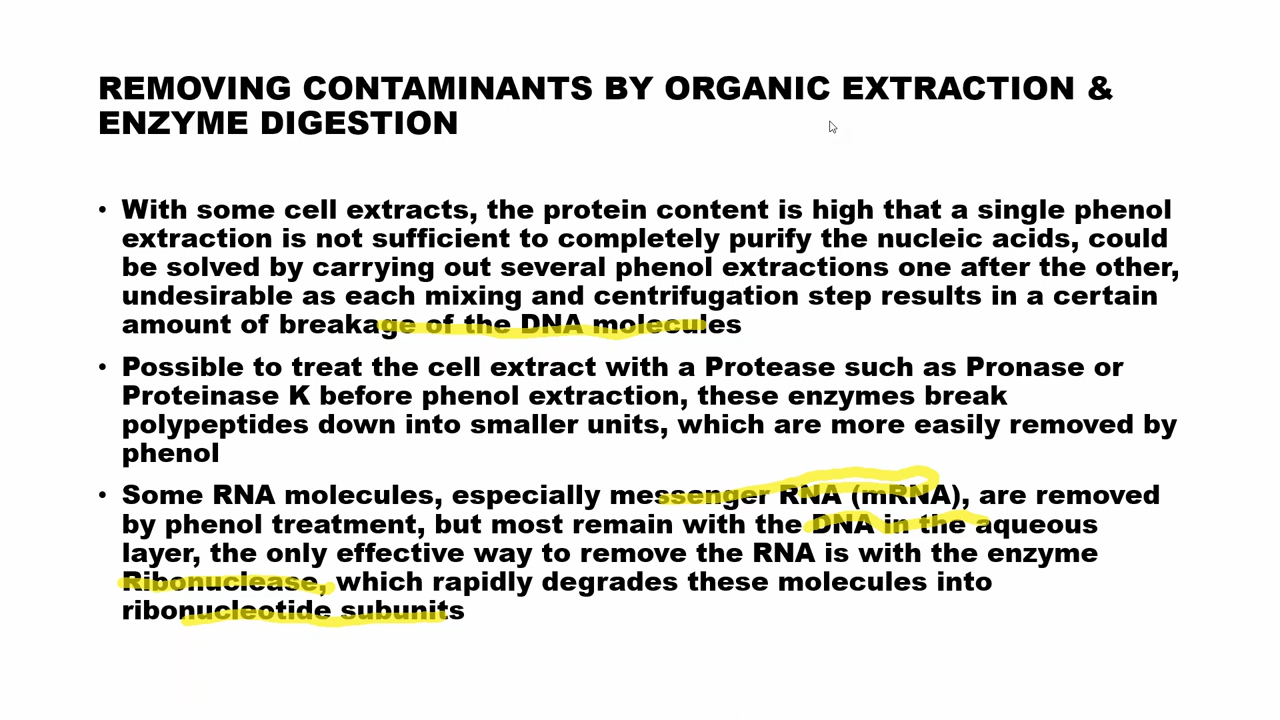 REMOVING CONTAMINANTS BY ORGANIC EXTRACTION &
ENZYME DIGESTION
• With some cell extracts, the protein content is high that a single phenol
extraction is not sufficient to completely purify the nucleic acids, could
be solved by carrying out several phenol extractions one after the other,
undesirable as each mixing and centrifugation step results in a certain
amount of breakage of the DNA molecules
• Possible to treat the cell extract with a Protease such as Pronase or
Proteinase K before phenol extraction, these enzymes break
polypeptides down into smaller units, which are more easily removed by
phenol
• Some RNA molecules, especially messenger RNA (mRNA), are removed
by phenol treatment, but most remain with the DNA in the aqueous
layer, the only effective way to remove the RNA is with the enzyme
Ribonuclease, which rapidly degrades these molecules into
ribonucleotide subunits